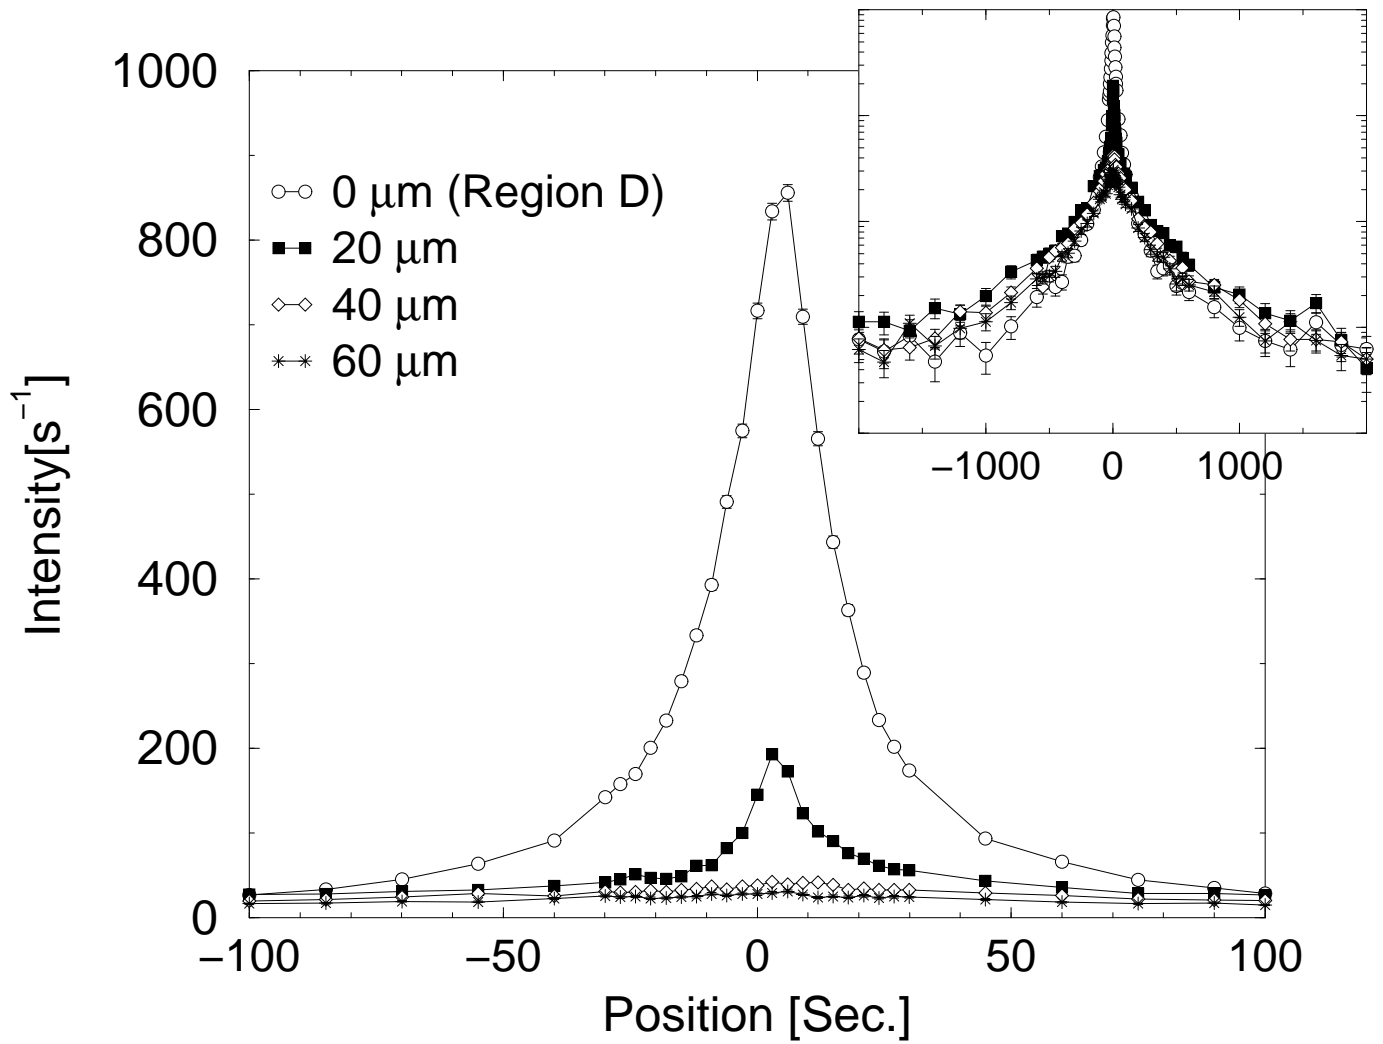 1000
800
600
400
200
0
Intensity[s⁻¹]
0 μm (Region D)
20 μm
40 μm
60 μm
−1000 0 1000
−100 −50 0 50 100
Position [Sec.]